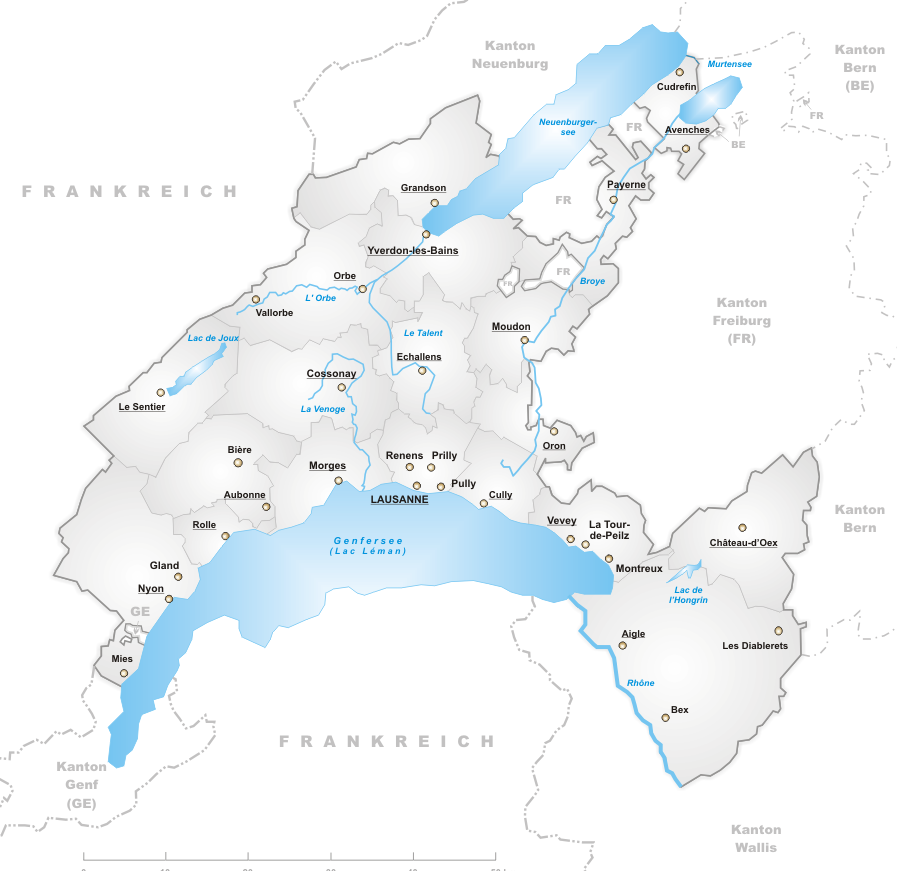 Kanton
Neuenburg
Kanton
Bern
(BE)
Murtensee
Cudrefin
FR
Neuenburger-
see
FR
Avenches
BE
FRANKREICH
Grandson
Payerne
FR
Yverdon-les-Bains
Orbe
FR
FR
Broye
L' Orbe
Vallorbe
Kanton
Freiburg
(FR)
Moudon
Lac de Joux
Le Talent
Echallens
Cossonay
Le Sentier
La Venoge
Oron
Bière
Renens
Prilly
Morges
Pully
Aubonne
LAUSANNE
Cully
Kanton
Bern
Rolle
Vevey
La Tour-
de-Peilz
Genfersee
(Lac Léman)
Château-d'Oex
Gland
Montreux
Nyon
Lac de
l'Hongrin
GE
Aigle
Les Diablerets
Mies
Rhône
Bex
FRANKREICH
Kanton
Genf
(GE)
Kanton
Wallis